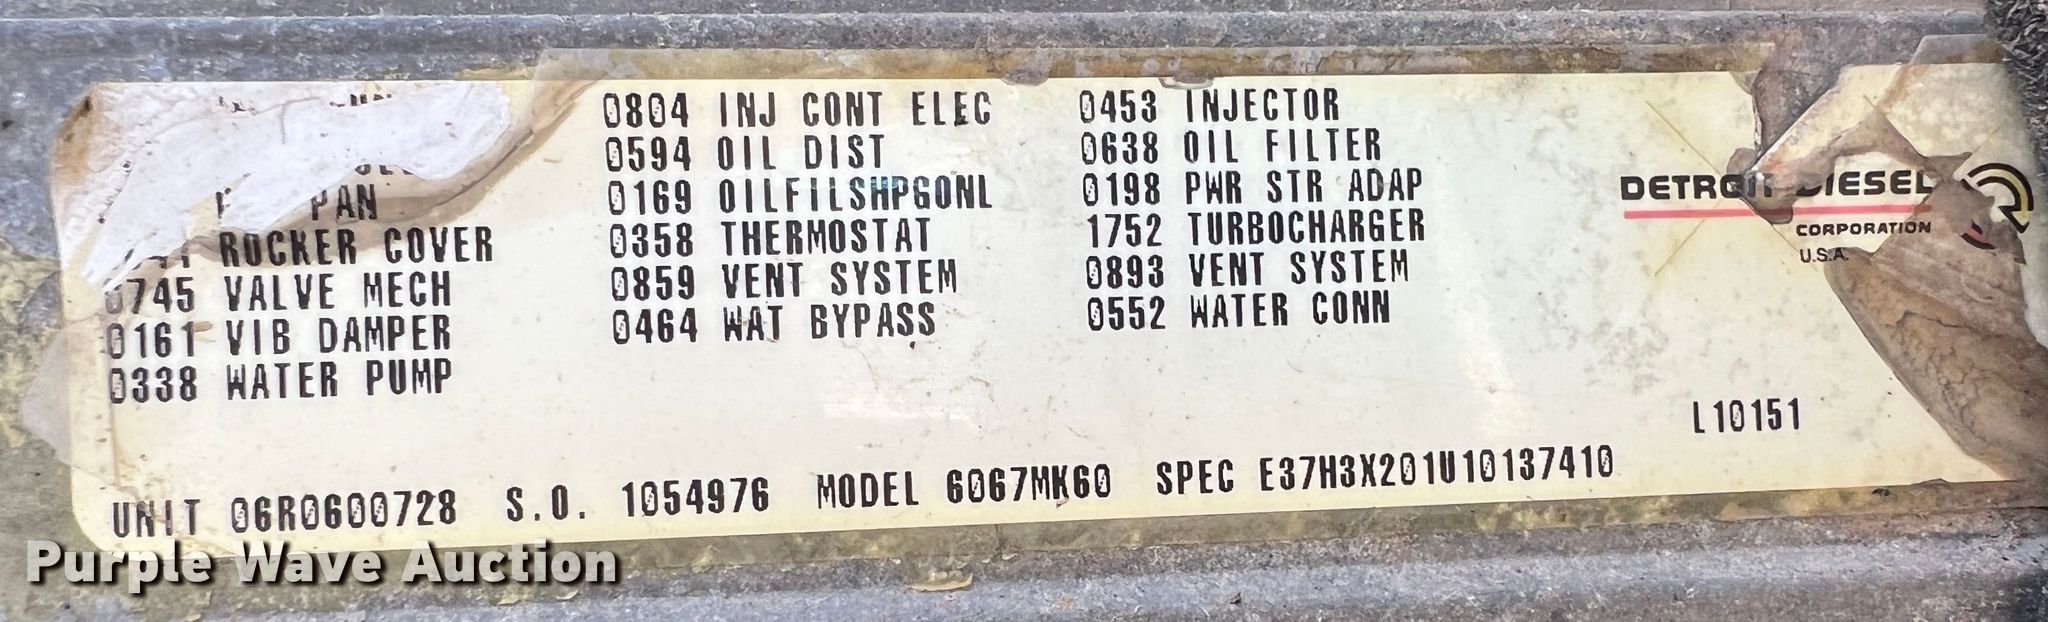 PAN
ROCKER COVER
0745 VALVE MECH
0161 VIB DAMPER
0338 WATER PUMP
0804 INJ CONT ELEC
0594 OIL DIST
0169 OILFILSHPGONL
0358 THERMOSTAT
0859 VENT SYSTEM
0464 WAT BYPASS
0453 INJECTOR
0638 OIL FILTER
0198 PWR STR ADAP
1752 TURBOCHARGER
0893 VENT SYSTEM
0552 WATER CONN
DETROIT DIESEL
CORPORATION
U.S.A.
L10151
UNIT 06R0600728 S.O. 1054976 MODEL 6067MK60 SPEC E37H3X201U10137410
Purple Wave Auction